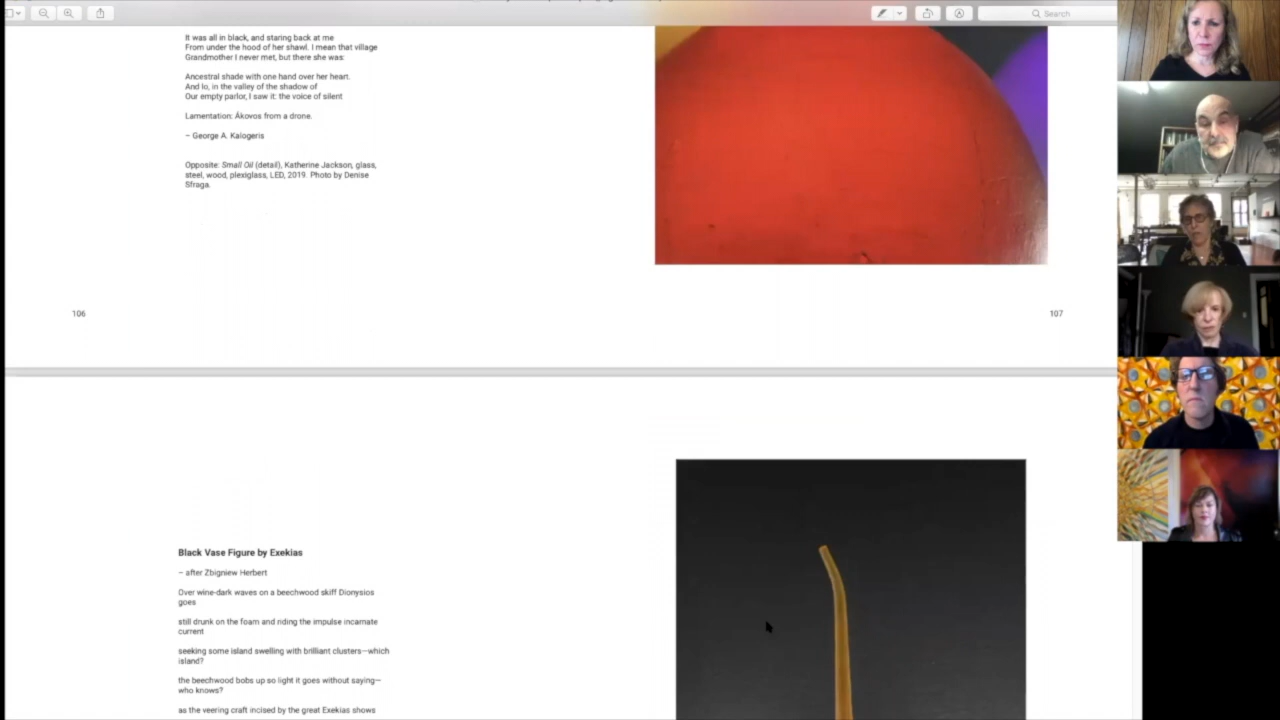 Search
It was all in black, and staring back at me
From under the hood of her shawl. I mean that village
Grandmother I never met, but there she was:
Ancestral shade with one hand over her heart.
And lo, in the valley of the shadow of
Our empty parlor, I saw it: the voice of silent
Lamentation: Ákovos from a drone.
– George A. Kalogeris
Opposite: Small Oil (detail), Katherine Jackson, glass,
steel, wood, plexiglass, LED, 2019. Photo by Denise
Sfraga.
106
107
Black Vase Figure by Exekias
– after Zbigniew Herbert
Over wine-dark waves on a beechwood skiff Dionysios
goes
still drunk on the foam and riding the impulse incarnate
current
seeking some island swelling with brilliant clusters—which
island?
the beechwood bobs up so light it goes without saying—
who knows?
as the veering craft incised by the great Exekias shows